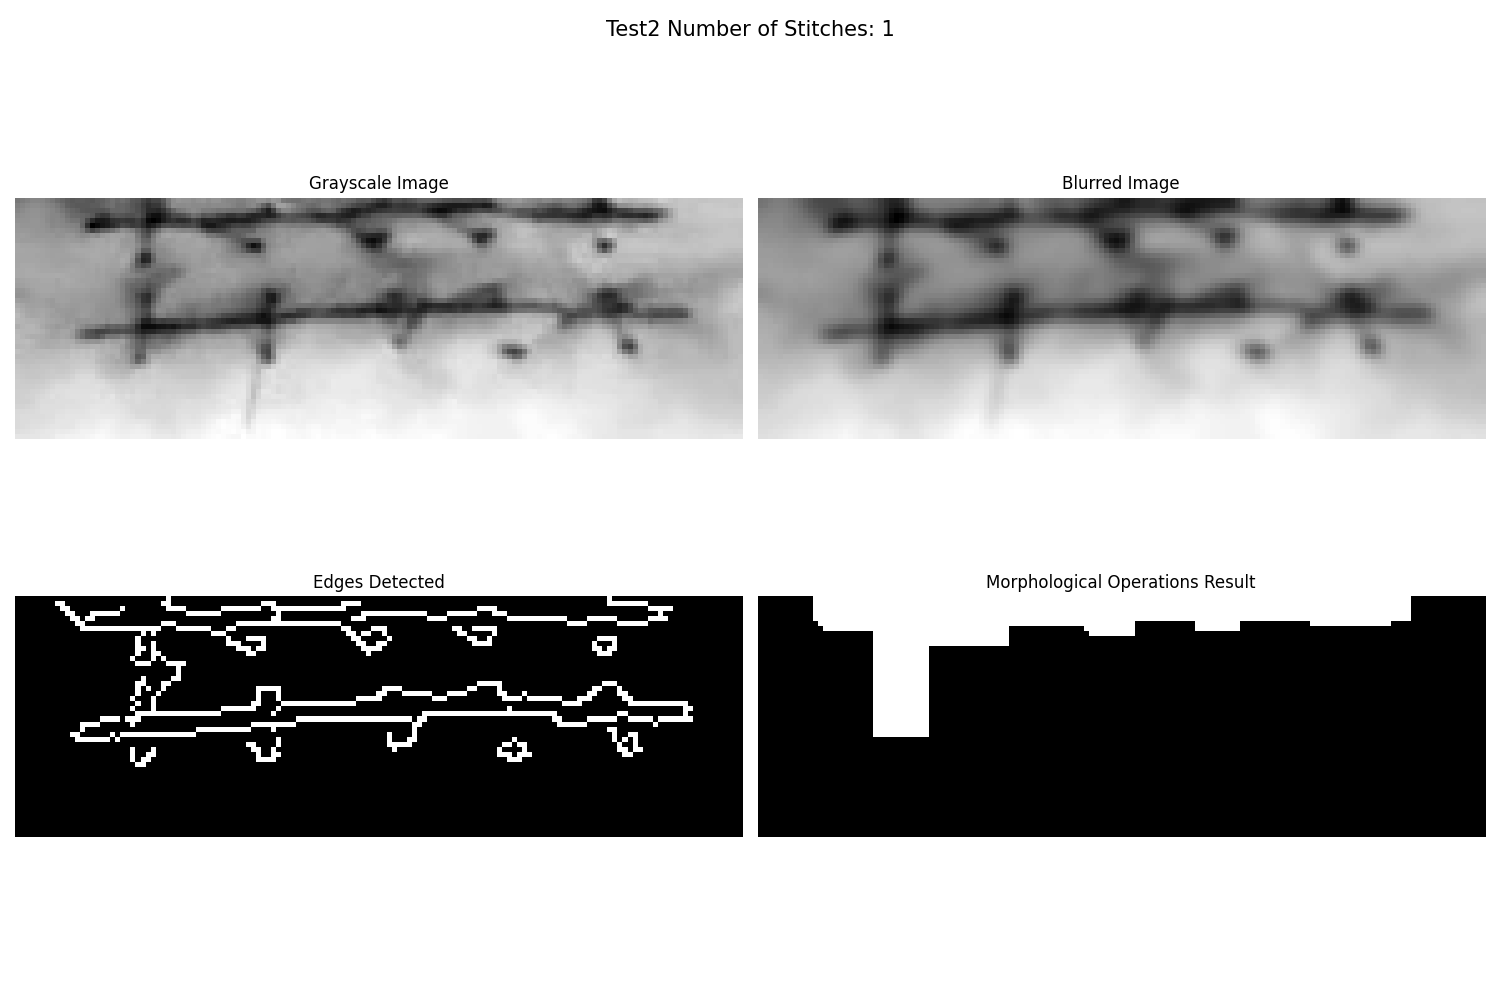 Test2 Number of Stitches: 1
Grayscale Image
Blurred Image
Edges Detected
Morphological Operations Result